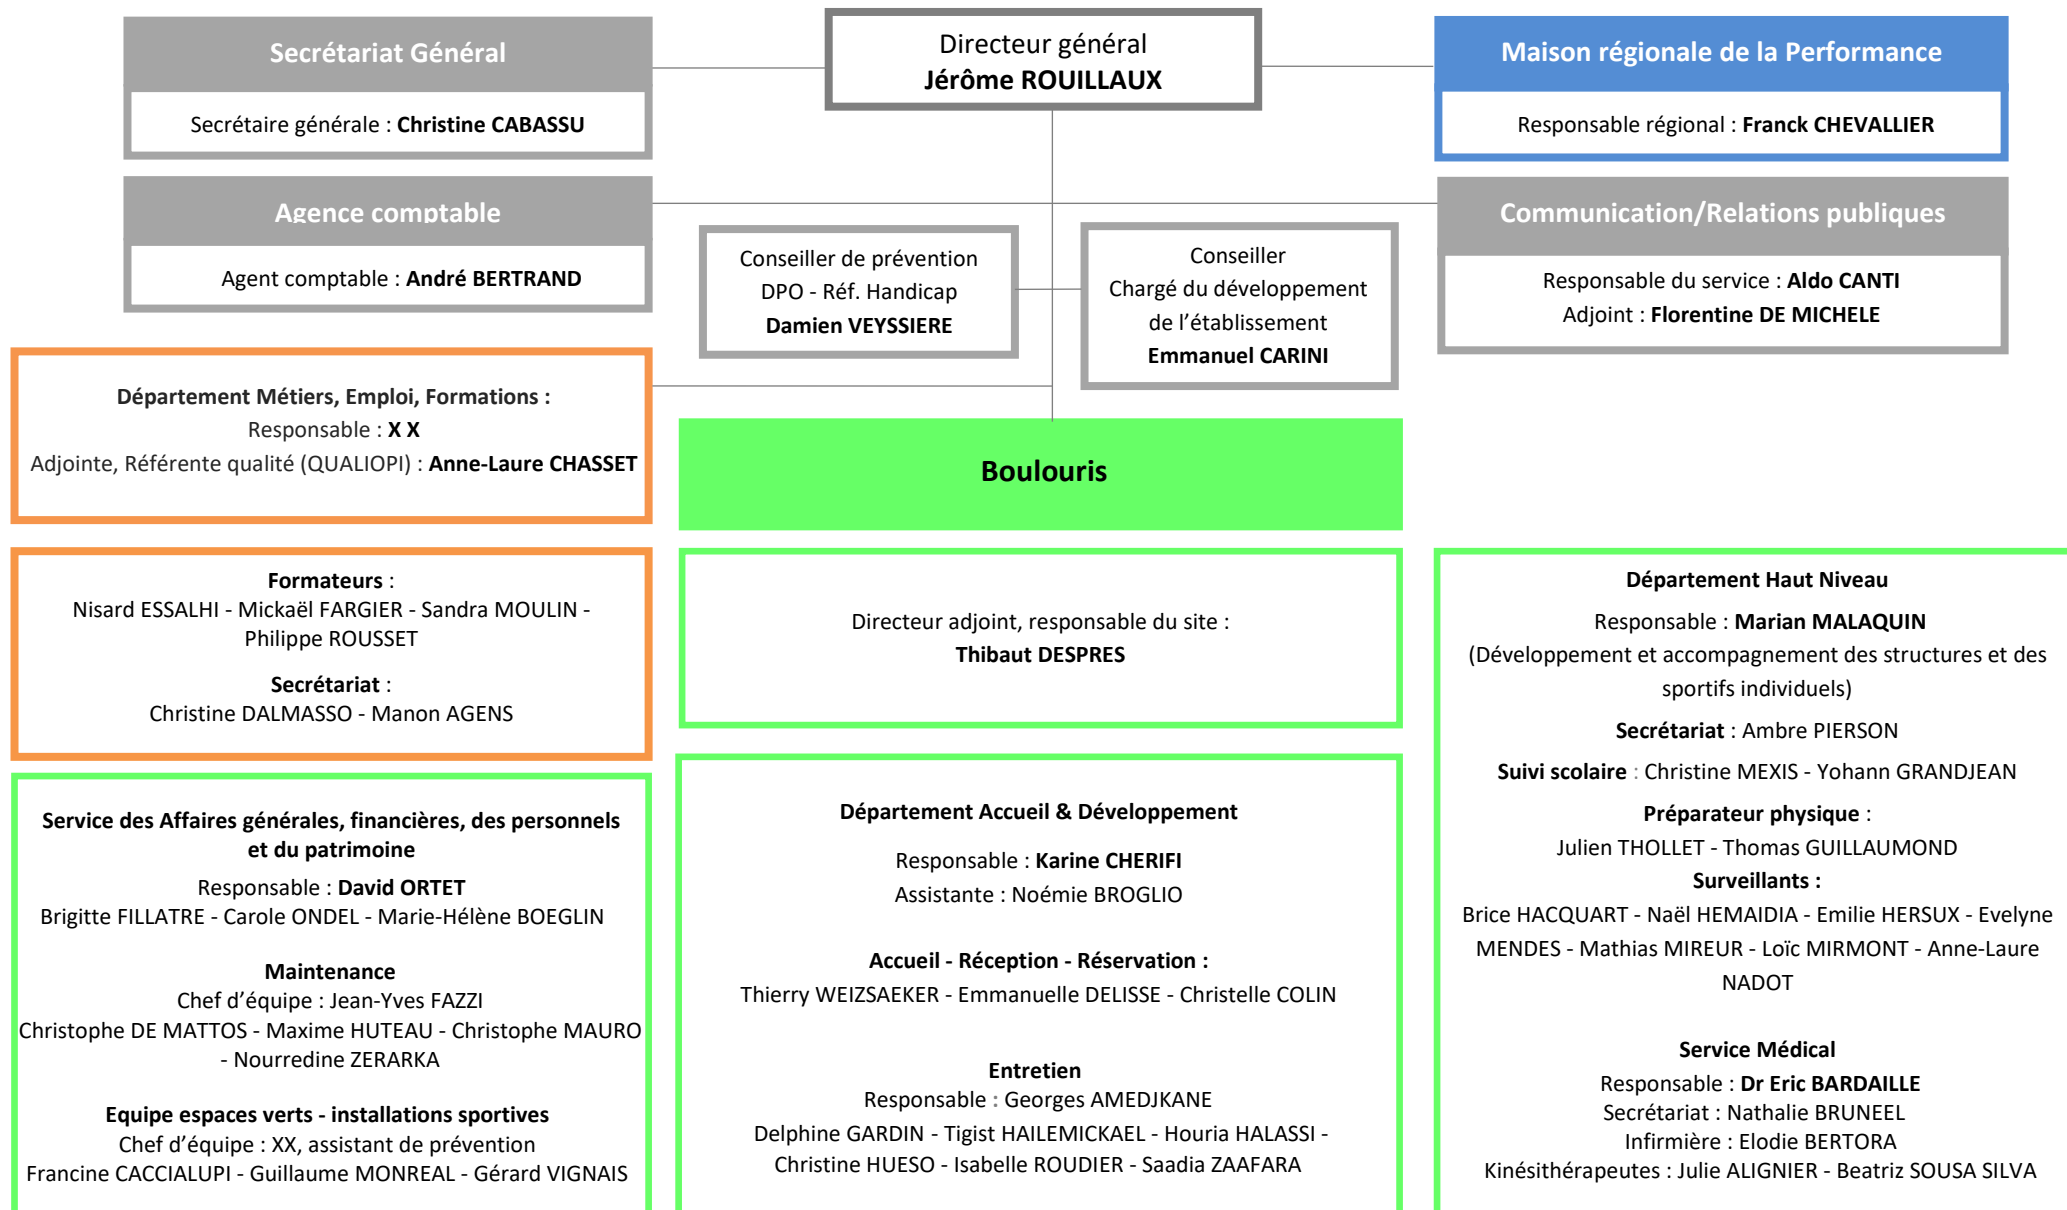 Secrétariat Général
Secrétaire générale : Christine CABASSU
Directeur général
Jérôme ROUILLAUX
Maison régionale de la Performance
Responsable régional : Franck CHEVALLIER
Agence comptable
Agent comptable : André BERTRAND
Conseiller de prévention
DPO - Réf. Handicap
Damien VEYSSIERE
Conseiller
Chargé du développement
de l’établissement
Emmanuel CARINI
Communication/Relations publiques
Responsable du service : Aldo CANTI
Adjoint : Florentine DE MICHELE
Département Métiers, Emploi, Formations :
Responsable : X X
Adjointe, Référente qualité (QUALIOPI) : Anne-Laure CHASSET
Boulouris
Formateurs :
Nisard ESSALHI - Mickaël FARGIER - Sandra MOULIN -
Philippe ROUSSET
Secrétariat :
Christine DALMASSO - Manon AGENS
Directeur adjoint, responsable du site :
Thibaut DESPRES
Service des Affaires générales, financières, des personnels
et du patrimoine
Responsable : David ORTET
Brigitte FILLATRE - Carole ONDEL - Marie-Hélène BOEGLIN
Maintenance
Chef d’équipe : Jean-Yves FAZZI
Christophe DE MATTOS - Maxime HUTEAU - Christophe MAURO
- Nourredine ZERARKA
Equipe espaces verts - installations sportives
Chef d’équipe : XX, assistant de prévention
Francine CACCIALUPI - Guillaume MONREAL - Gérard VIGNAIS
Département Accueil & Développement
Responsable : Karine CHERIFI
Assistante : Noémie BROGLIO
Accueil - Réception - Réservation :
Thierry WEIZSAEKER - Emmanuelle DELISSE - Christelle COLIN
Entretien
Responsable : Georges AMEDJKANE
Delphine GARDIN - Tigist HAILEMICKAEL - Houria HALASSI -
Christine HUESO - Isabelle ROUDIER - Saadia ZAAFARA
Département Haut Niveau
Responsable : Marian MALAQUIN
(Développement et accompagnement des structures et des
sportifs individuels)
Secrétariat : Ambre PIERSON
Suivi scolaire : Christine MEXIS - Yohann GRANDJEAN
Préparateur physique :
Julien THOLLET - Thomas GUILLAUMOND
Surveillants :
Brice HACQUART - Naël HEMAIDIA - Emilie HERSUX - Evelyne
MENDES - Mathias MIREUR - Loïc MIRMONT - Anne-Laure
NADOT
Service Médical
Responsable : Dr Eric BARDAILLE
Secrétariat : Nathalie BRUNEEL
Infirmière : Elodie BERTORA
Kinésithérapeutes : Julie ALIGNIER - Beatriz SOUSA SILVA